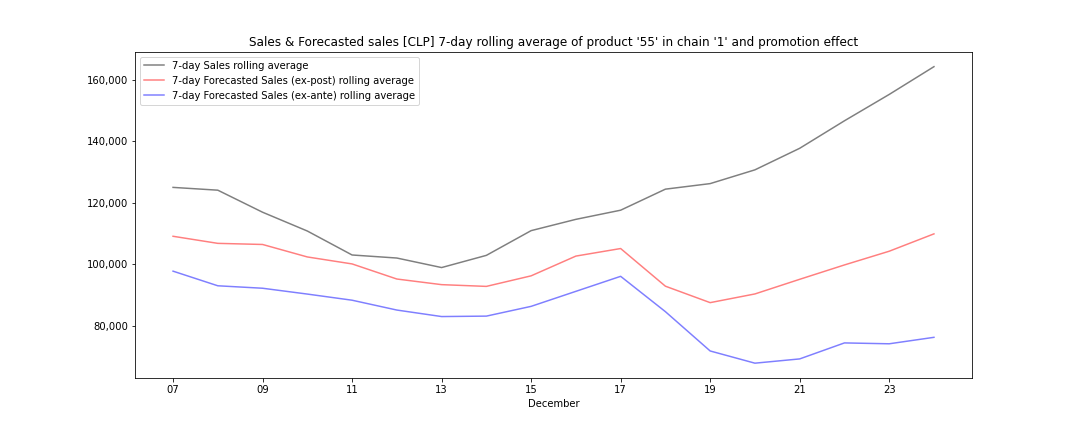 Sales & Forecasted sales [CLP] 7-day rolling average of product '55' in chain '1' and promotion effect
7-day Sales rolling average
7-day Forecasted Sales (ex-post) rolling average
7-day Forecasted Sales (ex-ante) rolling average
160,000
140,000
120,000
100,000
80,000
07 09 11 13 15 17 19 21 23
December